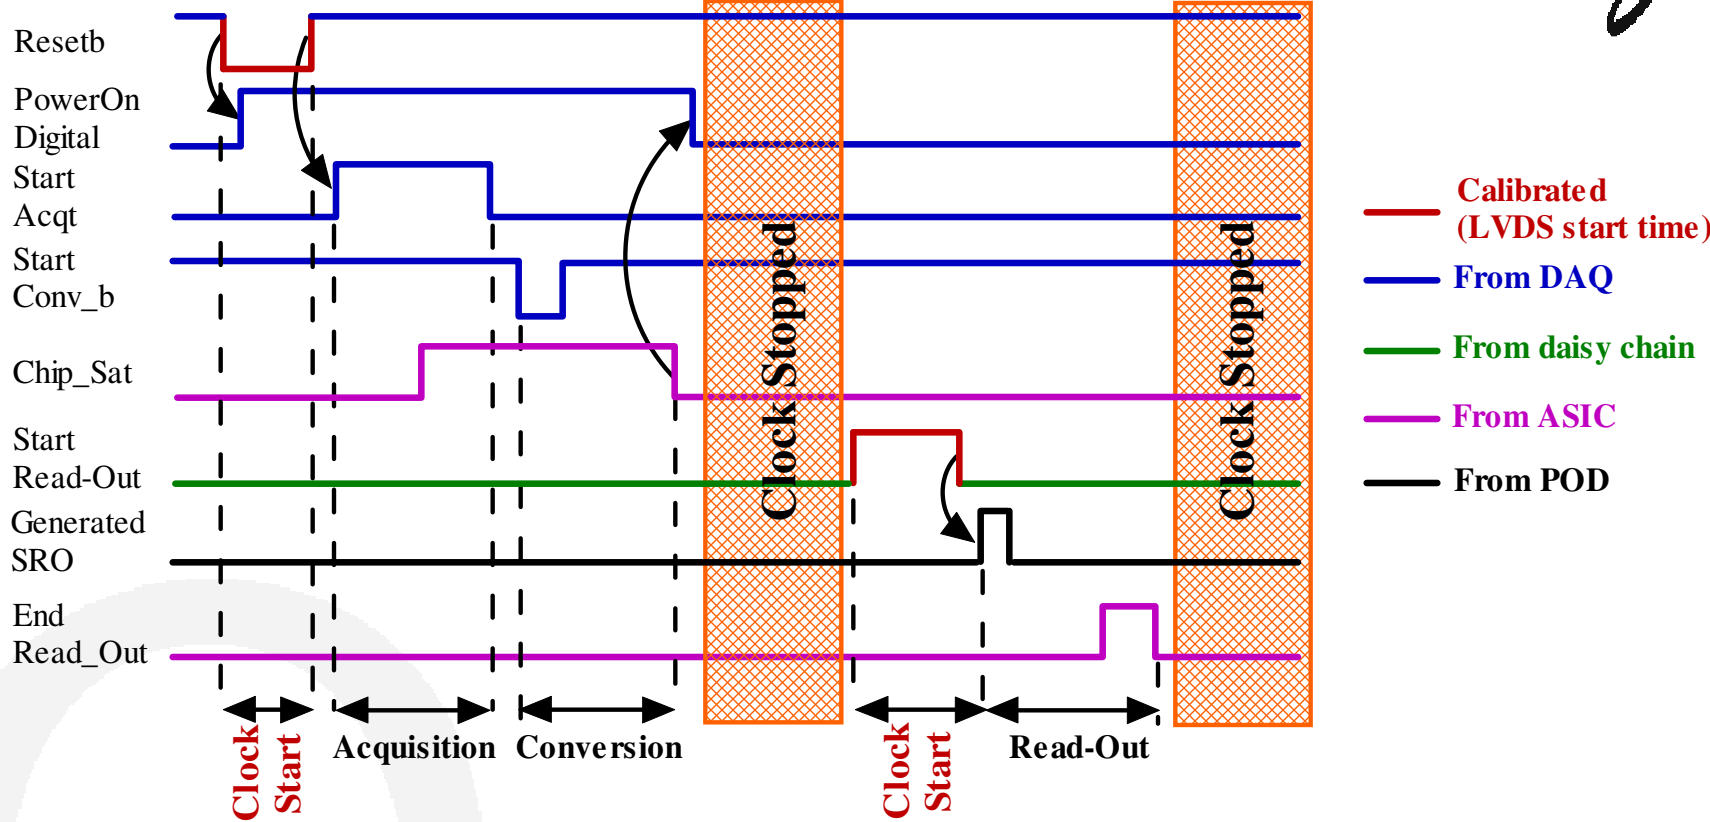 Resetb
PowerOn
Digital
Start
Acqt
Start
Conv_b
Chip_Sat
Start
Read-Out
Generated
SRO
End
Read_Out
Clock Stopped
Clock Stopped
Clock
Start
Acquisition
Conversion
Clock
Start
Read-Out
Calibrated
(LVDS start time)
From DAQ
From daisy chain
From ASIC
From POD